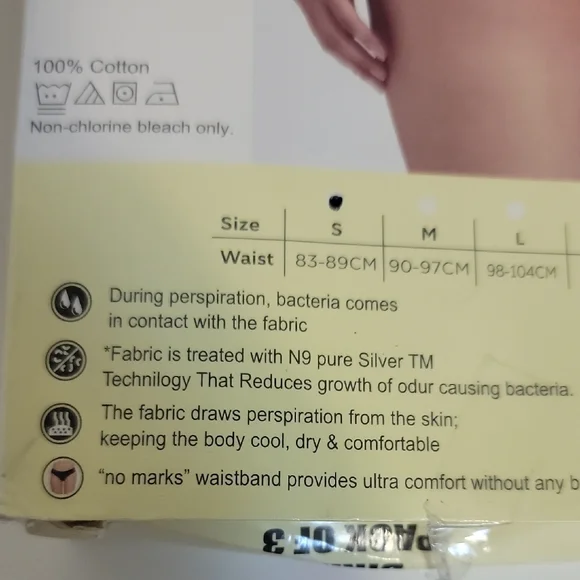 100% Cotton
Non-chlorine bleach only.
Size S M L
Waist 83-89CM 90-97CM 98-104CM
During perspiration, bacteria comes
in contact with the fabric
*Fabric is treated with N9 pure Silver TM
Technilogy That Reduces growth of odur causing bacteria.
The fabric draws perspiration from the skin;
keeping the body cool, dry & comfortable
“no marks” waistband provides ultra comfort without any
PACK OF 3